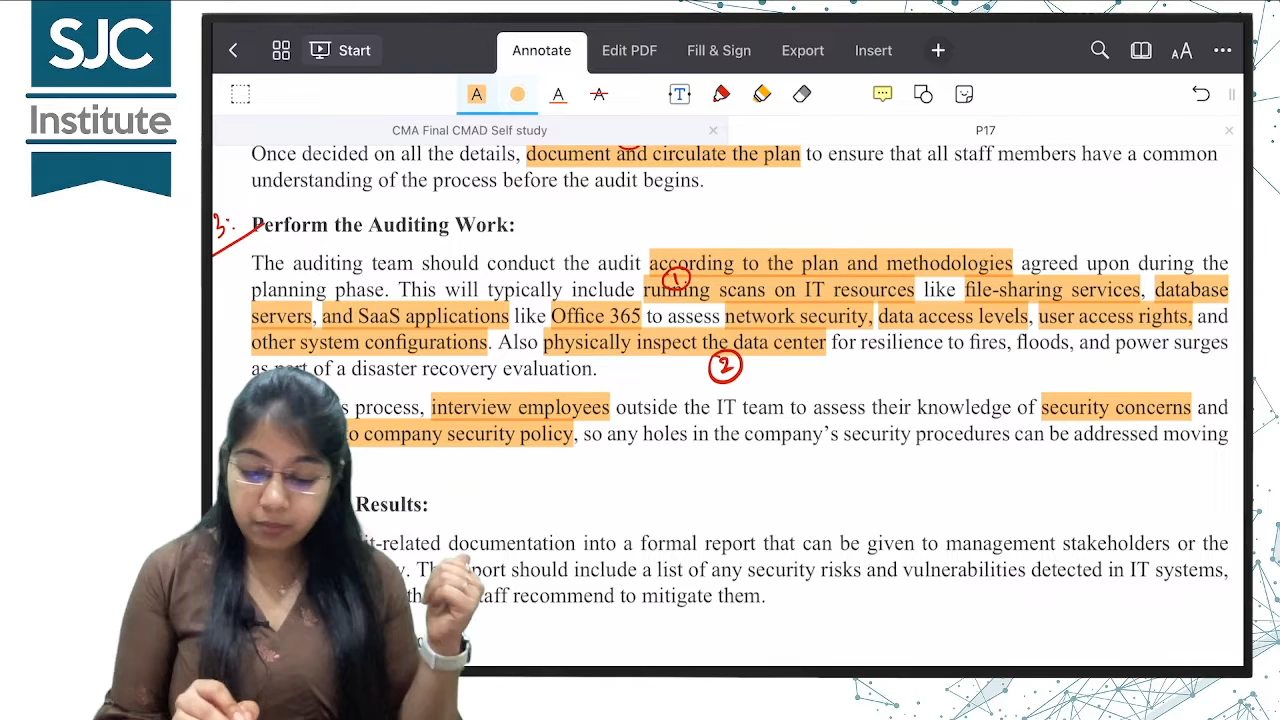 SJC
Institute
Start
Annotate
Edit PDF
Fill & Sign
Export
Insert
CMA Final CMAD Self study
P17
Once decided on all the details, document and circulate the plan to ensure that all staff members have a common
understanding of the process before the audit begins.
3:
Perform the Auditing Work:
The auditing team should conduct the audit according to the plan and methodologies agreed upon during the
1
planning phase. This will typically include running scans on IT resources like file-sharing services, database
servers, and SaaS applications like Office 365 to assess network security, data access levels, user access rights, and
other system configurations. Also physically inspect the data center for resilience to fires, floods, and power surges
2
as part of a disaster recovery evaluation.
process, interview employees outside the IT team to assess their knowledge of security concerns and
to company security policy, so any holes in the company's security procedures can be addressed moving
Results:
it-related documentation into a formal report that can be given to management stakeholders or the
report should include a list of any security risks and vulnerabilities detected in IT systems,
staff recommend to mitigate them.